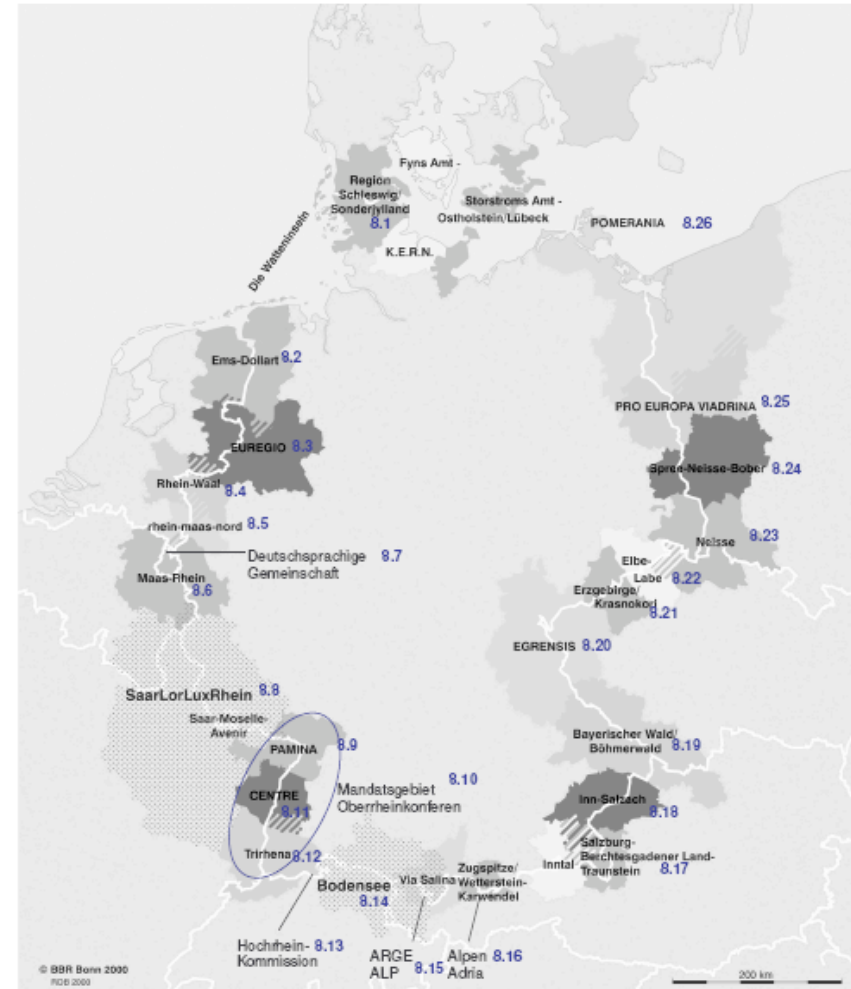 Fyns Amt -
Region
Schleswig/
Sonderjylland
8.1
Storstroms Amt -
Ostholstein/Lübeck
POMERANIA 8.26
K.E.R.N.
Die Watteninseln
Ems-Dollart 8.2
PRO EUROPA VIADRINA 8.25
EUREGIO 8.3
Spree-Neisse-Bober 8.24
Rhein-Waal 8.4
rhein-maas-nord 8.5
Neisse 8.23
Deutschsprachige 8.7
Gemeinschaft
Maas-Rhein
8.6
Elbe-
Labe 8.22
Erzgebirge/
Krasnohori
8.21
EGRENSIS 8.20
SaarLorLuxRhein 8.8
Saar-Moselle-
Avenir
PAMINA 8.9
Bayerischer Wald/
Böhmerwald 8.19
Mandatsgebiet 8.10
Oberrheinkonferen
CENTRE
8.11
Inn-Salzach
8.18
Trirhena 8.12
Salzburg-
Berchtesgadener Land-
Traunstein 8.17
Inntal
Zugspitze/
Wetterstein-
Karwendel
Via Salina
Bodensee
8.14
Hochrhein- 8.13
Kommission
ARGE
ALP 8.15
Alpen 8.16
Adria
© BBR Bonn 2000
ROB 2000
200 km